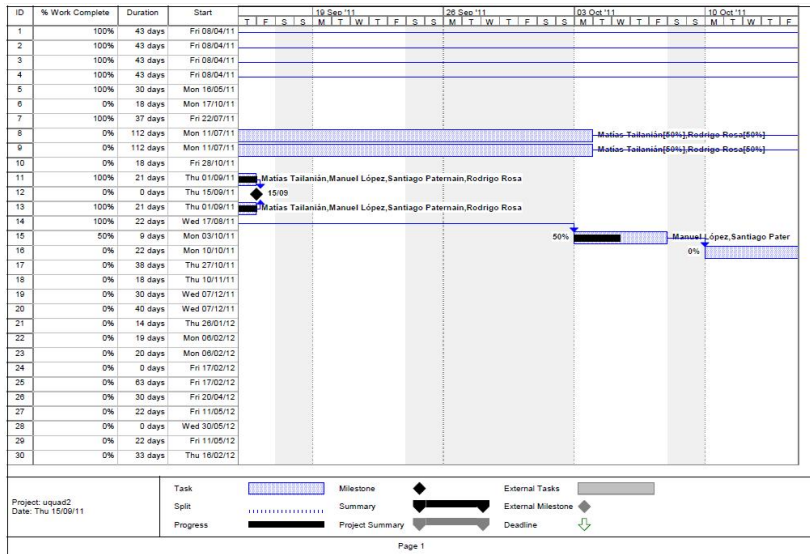 ID % Work Complete Duration Start 19 Sep '11 26 Sep '11 03 Oct '11 10 Oct '11
T F S S M T W T F S S M T W T F S S M T W T F S S M T W T F
1 100% 43 days Fri 08/04/11
2 100% 43 days Fri 08/04/11
3 100% 43 days Fri 08/04/11
4 100% 43 days Fri 08/04/11
5 100% 30 days Mon 16/05/11
6 0% 18 days Mon 17/10/11
7 100% 37 days Fri 22/07/11
8 0% 112 days Mon 11/07/11 Matías Tailanián[50%],Rodrigo Rosa[50%]
9 0% 112 days Mon 11/07/11 Matías Tailanián[50%],Rodrigo Rosa[50%]
10 0% 18 days Fri 28/10/11
11 100% 21 days Thu 01/09/11 Matías Tailanián,Manuel López,Santiago Paternain,Rodrigo Rosa
12 0% 0 days Thu 15/09/11 15/09
13 100% 21 days Thu 01/09/11 Matías Tailanián,Manuel López,Santiago Paternain,Rodrigo Rosa
14 100% 22 days Wed 17/08/11
15 50% 9 days Mon 03/10/11 50% Manuel López,Santiago Pater
16 0% 22 days Mon 10/10/11 0%
17 0% 38 days Thu 27/10/11
18 0% 18 days Thu 10/11/11
19 0% 30 days Wed 07/12/11
20 0% 40 days Wed 07/12/11
21 0% 14 days Thu 26/01/12
22 0% 19 days Mon 06/02/12
23 0% 20 days Mon 06/02/12
24 0% 0 days Fri 17/02/12
25 0% 63 days Fri 17/02/12
26 0% 30 days Fri 20/04/12
27 0% 22 days Fri 11/05/12
28 0% 0 days Wed 30/05/12
29 0% 22 days Fri 11/05/12
30 0% 33 days Thu 16/02/12
Project: uquad2
Date: Thu 15/09/11
Task Milestone External Tasks
Split Summary External Milestone
Progress Project Summary Deadline
Page 1